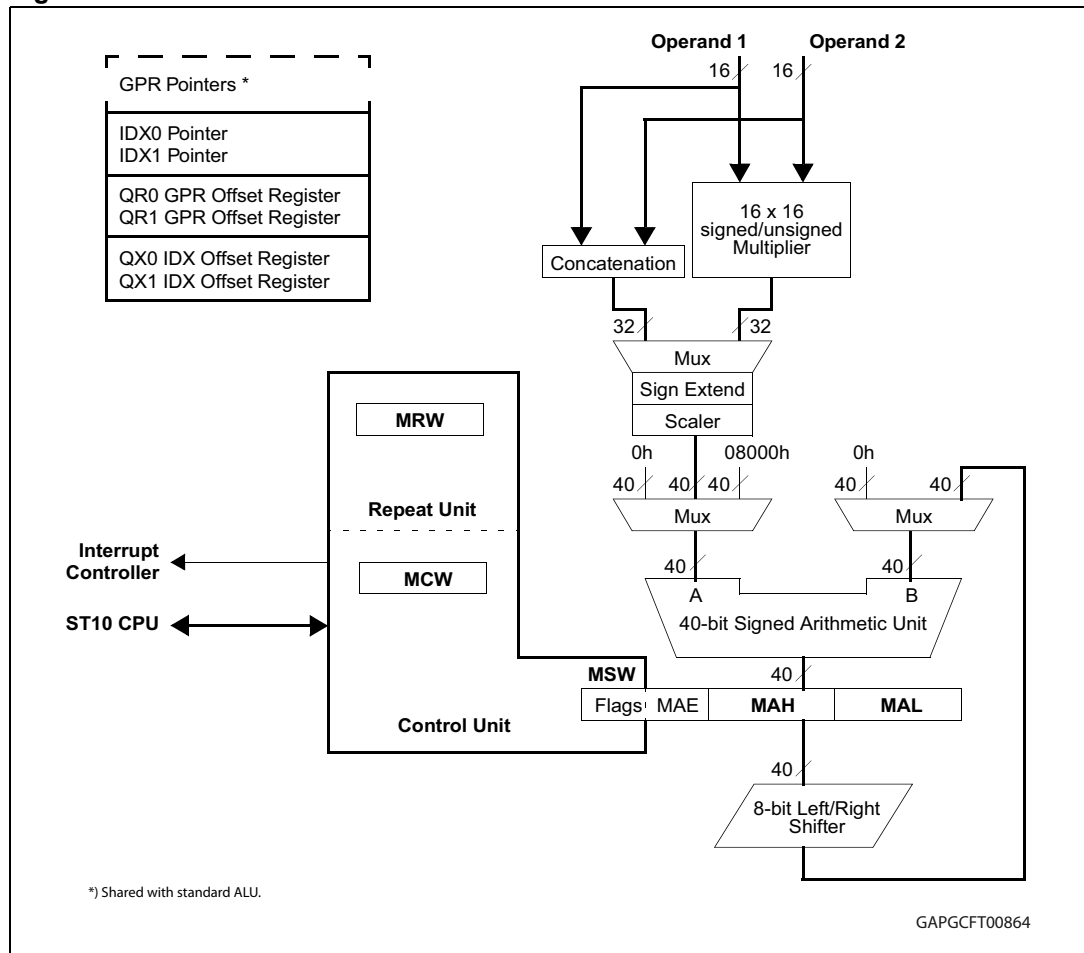 GPR Pointers *
IDX0 Pointer
IDX1 Pointer
QR0 GPR Offset Register
QR1 GPR Offset Register
QX0 IDX Offset Register
QX1 IDX Offset Register
Operand 1 Operand 2
16 16
16 x 16
signed/unsigned
Multiplier
Concatenation
32 32
Mux
Sign Extend
Scaler
0h 08000h 0h
40 40 40 40 40
Mux Mux
40 40
A B
40-bit Signed Arithmetic Unit
40
MRW
Repeat Unit
Interrupt
Controller
MCW
ST10 CPU
MSW
Flags MAE MAH MAL
Control Unit
40
8-bit Left/Right
Shifter
*) Shared with standard ALU.
GAPGCFT00864